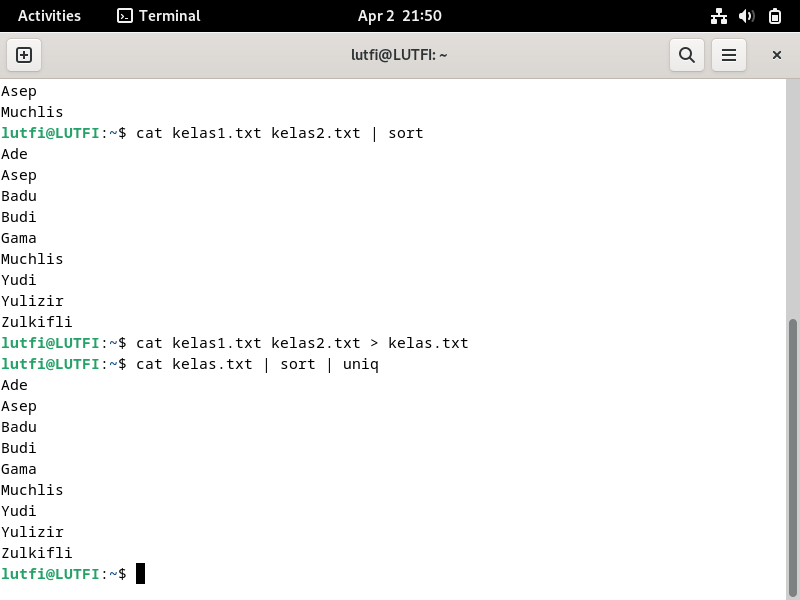 Activities Terminal Apr 2 21:50
lutfi@LUTFI: ~
Asep
Muchlis
lutfi@LUTFI:~$ cat kelas1.txt kelas2.txt | sort
Ade
Asep
Badu
Budi
Gama
Muchlis
Yudi
Yulizir
Zulkifli
lutfi@LUTFI:~$ cat kelas1.txt kelas2.txt > kelas.txt
lutfi@LUTFI:~$ cat kelas.txt | sort | uniq
Ade
Asep
Badu
Budi
Gama
Muchlis
Yudi
Yulizir
Zulkifli
lutfi@LUTFI:~$